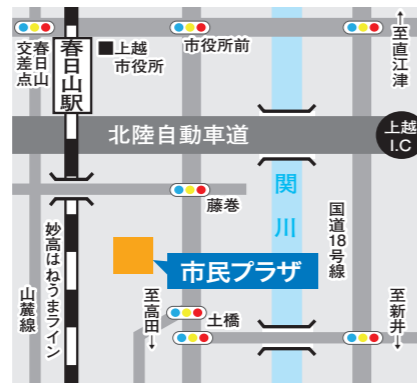 春日山
交差点
春日山駅
■上越
市役所
市役所前
↑至直江津
北陸自動車道
上越
I.C
藤巻
関川
国道18号線
市民プラザ
妙高はねうまライン
山麓線
至高田↓
土橋
至新井↓